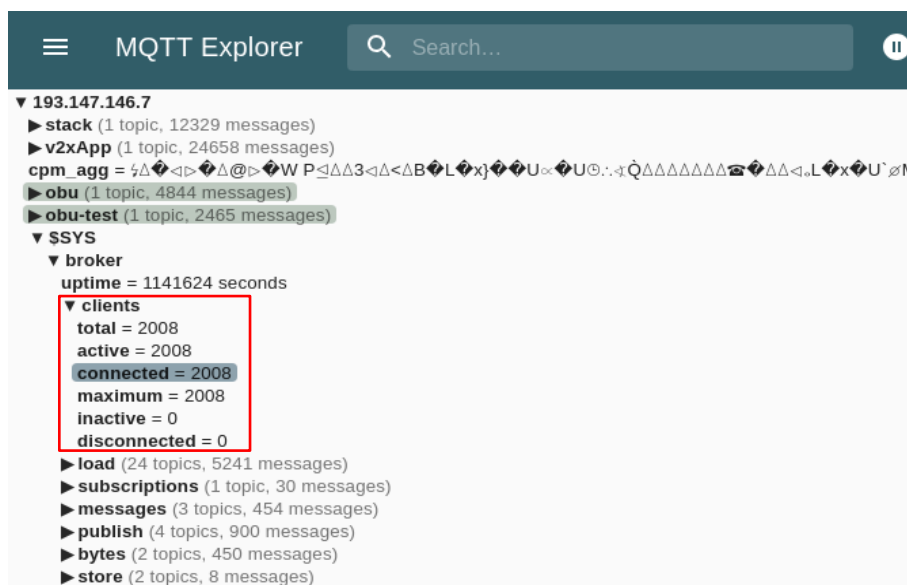 MQTT Explorer Search...
▼ 193.147.146.7
▶ stack (1 topic, 12329 messages)
▶ v2xApp (1 topic, 24658 messages)
cpm_agg =
▶ obu (1 topic, 4844 messages)
▶ obu-test (1 topic, 2465 messages)
▼ $SYS
▼ broker
uptime = 1141624 seconds
▼ clients
total = 2008
active = 2008
connected = 2008
maximum = 2008
inactive = 0
disconnected = 0
▶ load (24 topics, 5241 messages)
▶ subscriptions (1 topic, 30 messages)
▶ messages (3 topics, 454 messages)
▶ publish (4 topics, 900 messages)
▶ bytes (2 topics, 450 messages)
▶ store (2 topics, 8 messages)